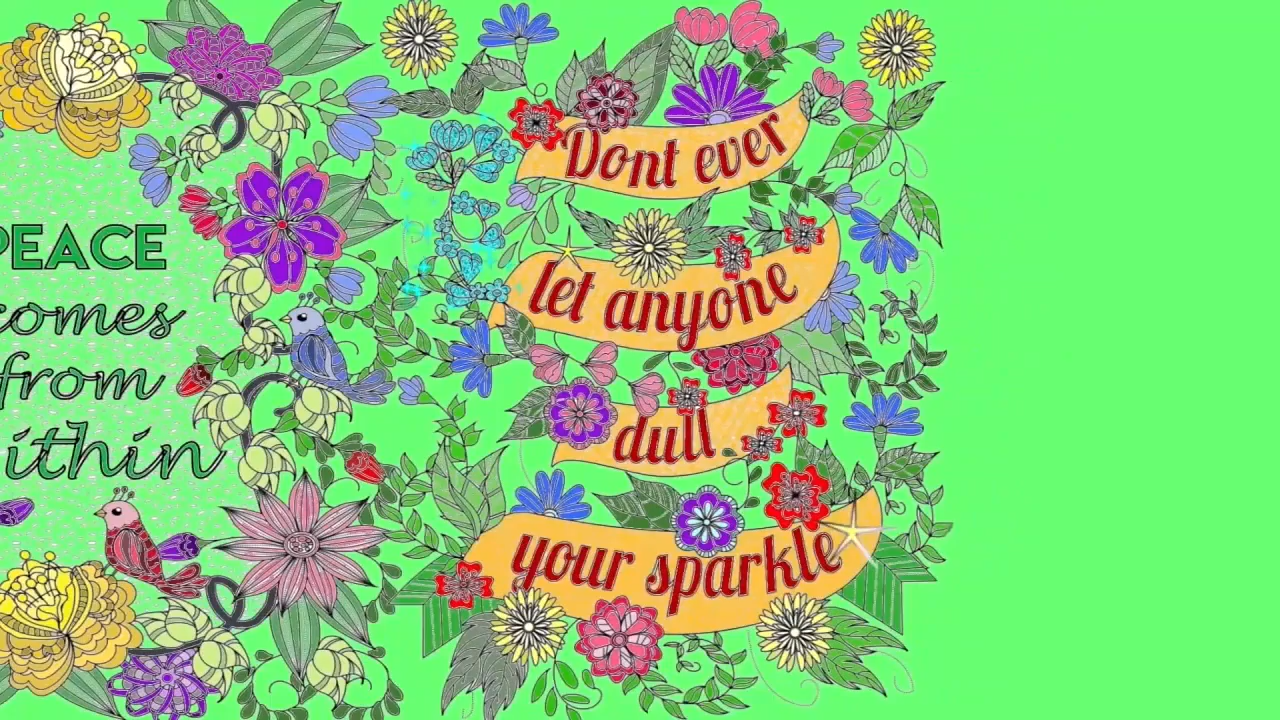 PEACE
comes
from
ithin
Dont ever
let anyone
dull
your sparkle